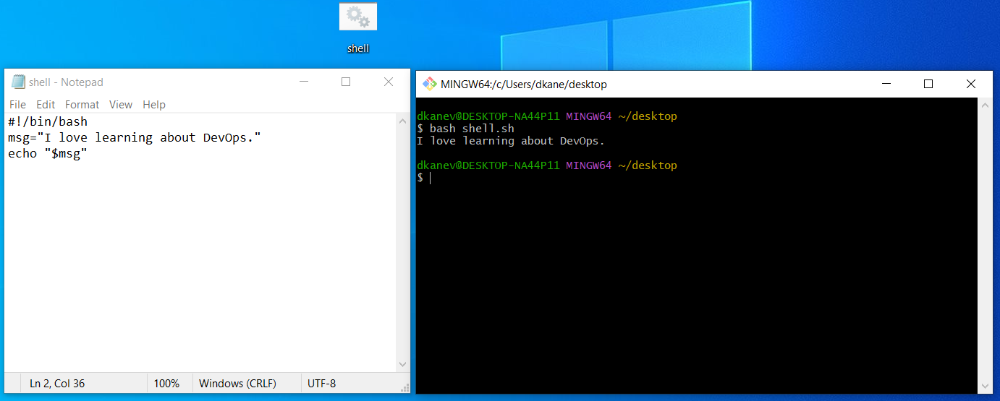 shell
shell - Notepad
File Edit Format View Help
#!/bin/bash
msg="I love learning about DevOps."
echo "$msg"
Ln 2, Col 36 100% Windows (CRLF) UTF-8
MINGW64:/c/Users/dkane/desktop
dkanev@DESKTOP-NA44P11 MINGW64 ~/desktop
$ bash shell.sh
I love learning about DevOps.
dkanev@DESKTOP-NA44P11 MINGW64 ~/desktop
$